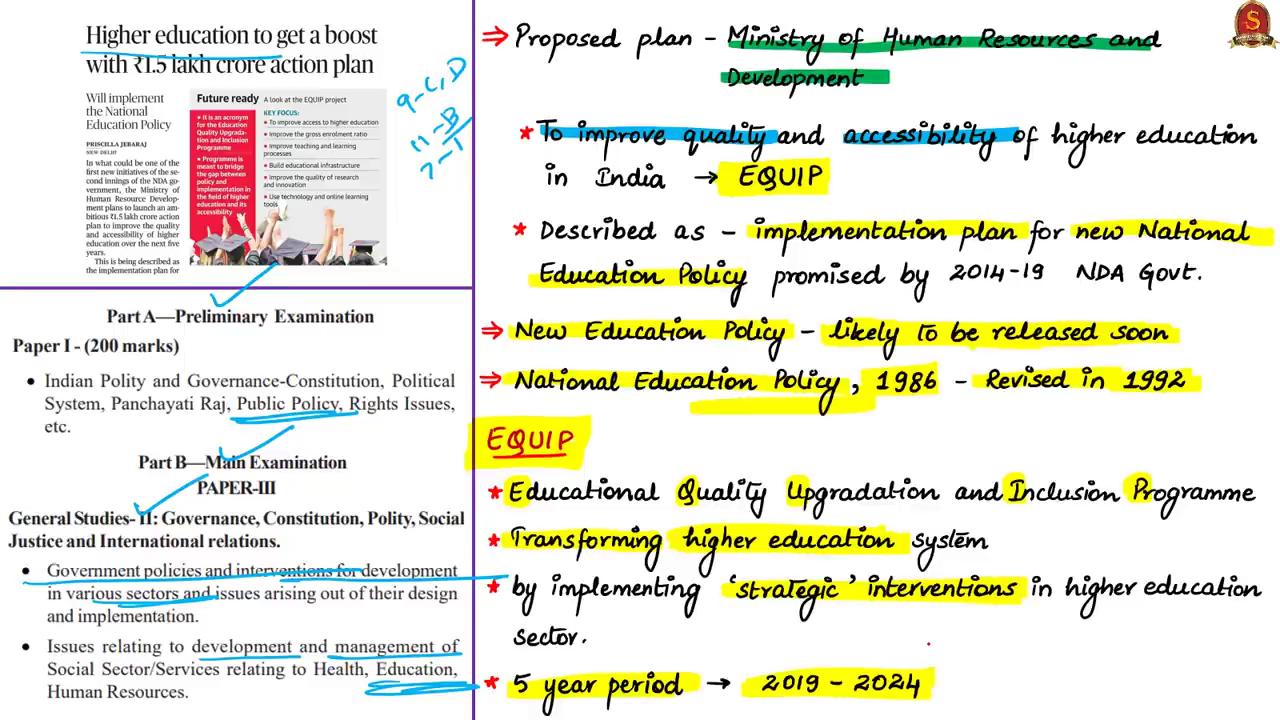 Higher education to get a boost
with ₹1.5 lakh crore action plan
Will implement
the National
Education Policy
PRISCILLA JEBARAJ
NEW DELHI
In what could be one of the
first new initiatives of the sec-
ond innings of the NDA go-
vernment, the Ministry of
Human Resource Develop-
ment plans to launch an am-
bitious ₹1.5 lakh crore action
plan to improve the quality
and accessibility of higher
education over the next five
years.
This is being described as
the implementation plan for
Future ready A look at the EQUIP project
• It is an acronym
for the Education
Quality Upgrada-
tion and Inclusion
Programme
• Programme is
meant to bridge
the gap between
policy and
implementation in
the field of higher
education and its
accessibility
KEY FOCUS:
• To improve access to higher education
• Improve the gross enrolment ratio
• Improve teaching and learning
processes
• Build educational infrastructure
• Improve the quality of research
and innovation
• Use technology and online learning
tools
9-C, D
11-B
7-1
Part A—Preliminary Examination
Paper I - (200 marks)
• Indian Polity and Governance-Constitution, Political
System, Panchayati Raj, Public Policy, Rights Issues,
etc.
Part B—Main Examination
PAPER-III
General Studies- II: Governance, Constitution, Polity, Social
Justice and International relations.
• Government policies and interventions for development
in various sectors and issues arising out of their design
and implementation.
• Issues relating to development and management of
Social Sector/Services relating to Health, Education,
Human Resources.
⇒ Proposed plan - Ministry of Human Resources and
Development
* To improve quality and accessibility of higher education
in India → EQUIP
* Described as - implementation plan for new National
Education Policy promised by 2014-19 NDA Govt.
⇒ New Education Policy - likely to be released soon
⇒ National Education Policy, 1986 - Revised in 1992
EQUIP
* Educational Quality Upgradation and Inclusion Programme
* Transforming higher education system
* by implementing 'strategic' interventions in higher education
sector.
* 5 year period → 2019 - 2024